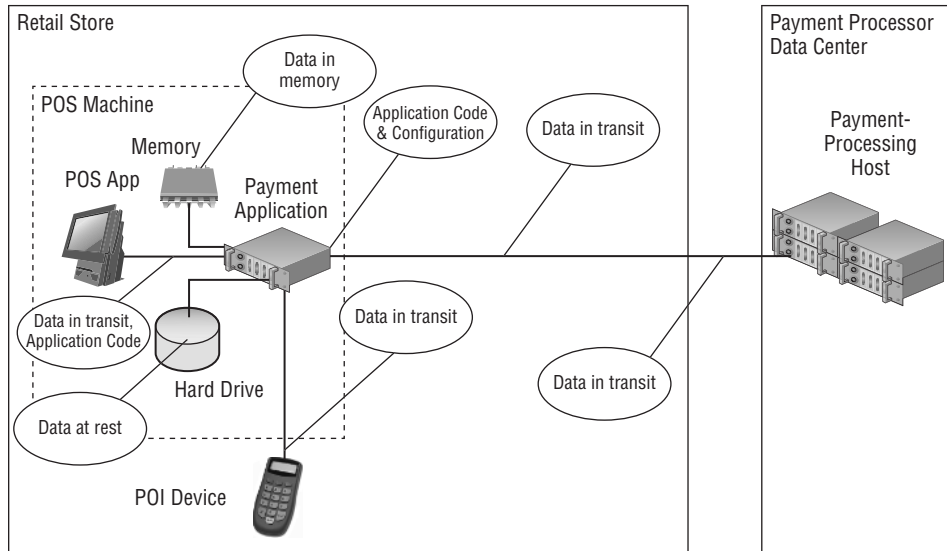 Retail Store
Payment Processor
Data Center
Data in
memory
POS Machine
Application Code
& Configuration
Data in transit
Payment-
Processing
Host
Memory
POS App
Payment
Application
Data in transit,
Application Code
Data in transit
Hard Drive
Data in transit
Data at rest
POI Device